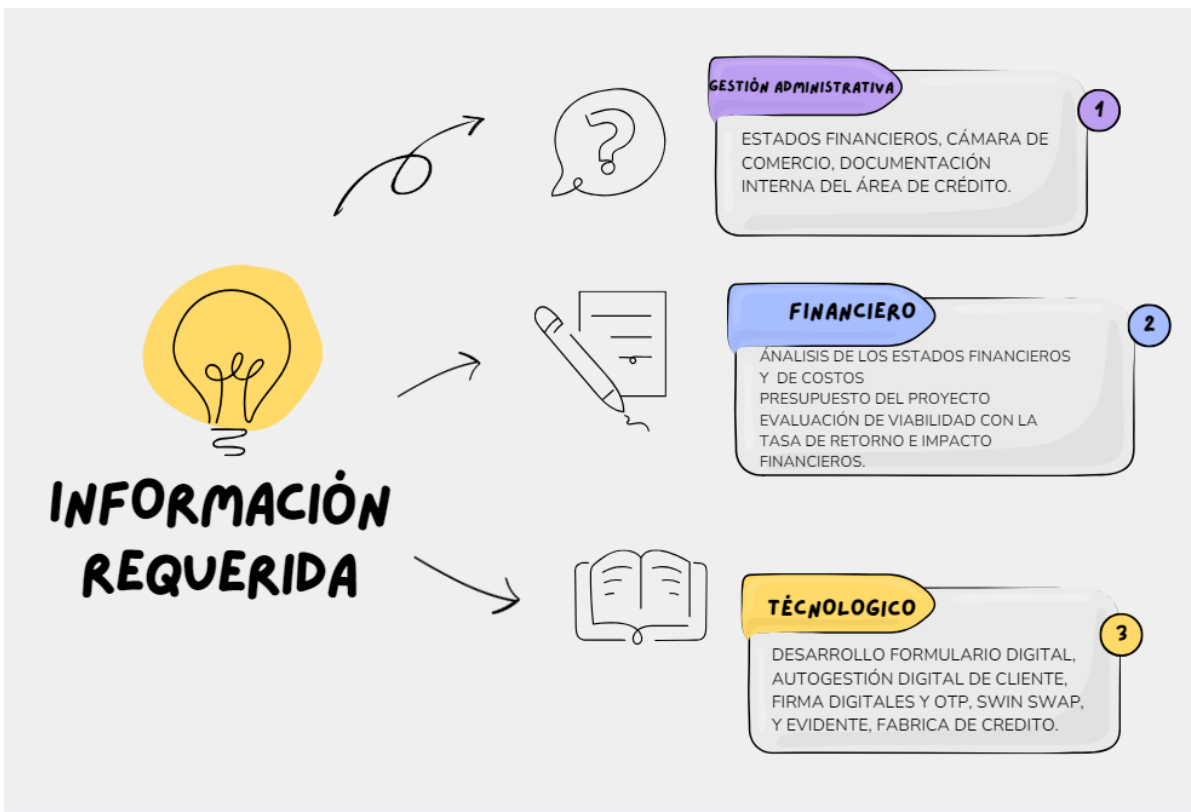 INFORMACIÓN
REQUERIDA
GESTIÓN ADMINISTRATIVA
1
ESTADOS FINANCIEROS, CÁMARA DE
COMERCIO, DOCUMENTACIÓN
INTERNA DEL ÁREA DE CRÉDITO.
FINANCIERO
2
ÁNALISIS DE LOS ESTADOS FINANCIEROS
Y DE COSTOS
PRESUPUESTO DEL PROYECTO
EVALUACIÓN DE VIABILIDAD CON LA
TASA DE RETORNO E IMPACTO
FINANCIEROS.
TÉCNOLOGICO
3
DESARROLLO FORMULARIO DIGITAL,
AUTOGESTIÓN DIGITAL DE CLIENTE,
FIRMA DIGITALES Y OTP, SWIN SWAP,
Y EVIDENTE, FABRICA DE CREDITO.